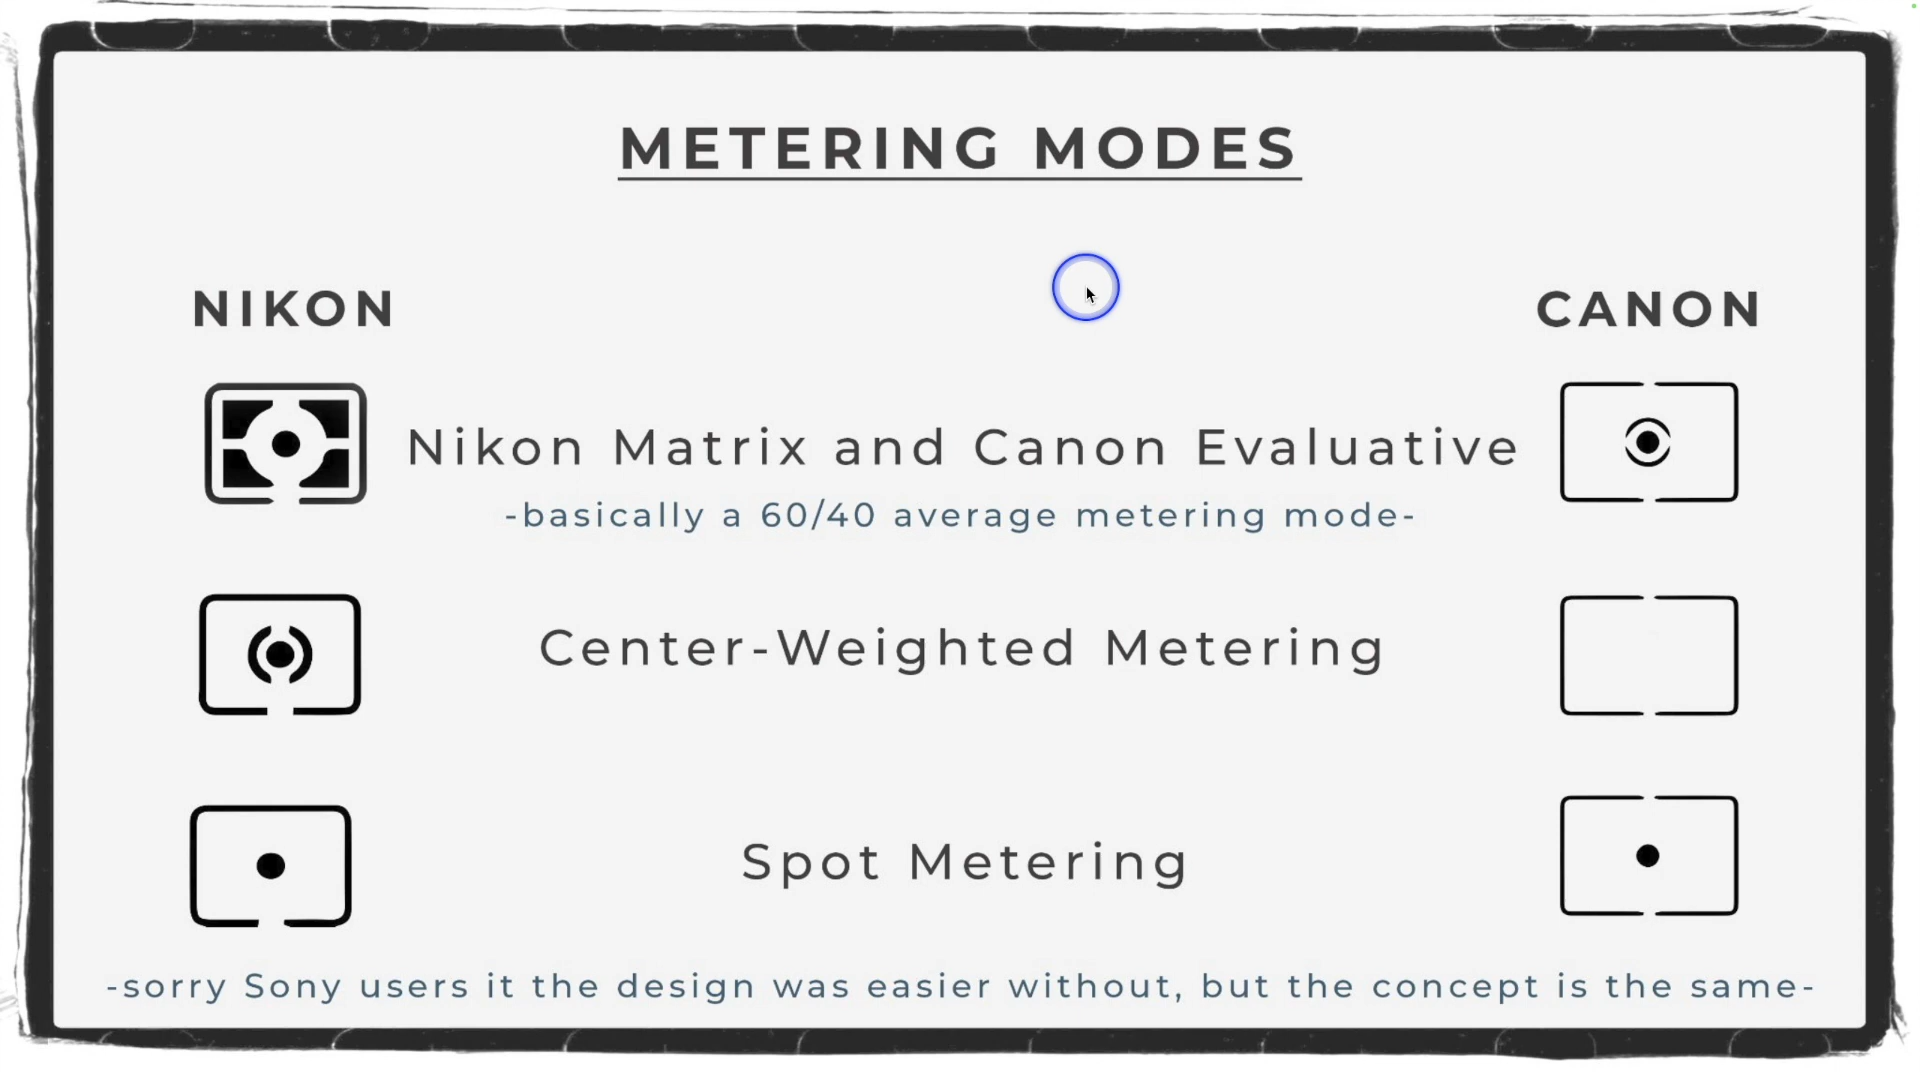 METERING MODES
NIKON
CANON
Nikon Matrix and Canon Evaluative
-basically a 60/40 average metering mode-
Center-Weighted Metering
Spot Metering
-sorry Sony users it the design was easier without, but the concept is the same-